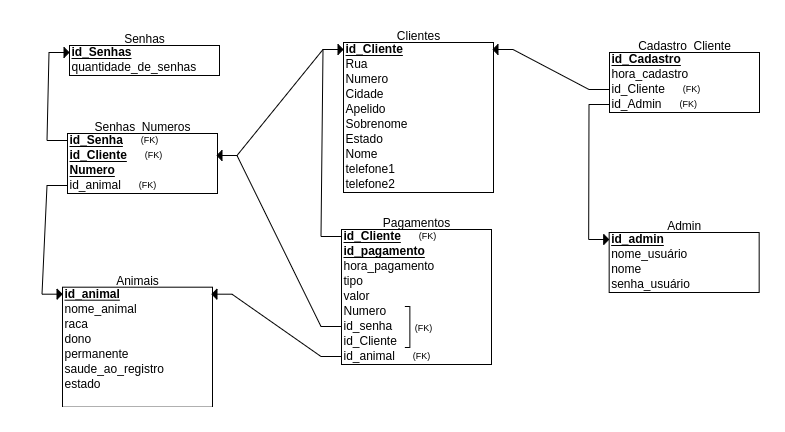 Senhas
id_Senhas
quantidade_de_senhas
Senhas_Numeros
id_Senha (FK)
id_Cliente (FK)
Numero
id_animal (FK)
Animais
id_animal
nome_animal
raca
dono
permanente
saude_ao_registro
estado
Clientes
id_Cliente
Rua
Numero
Cidade
Apelido
Sobrenome
Estado
Nome
telefone1
telefone2
Pagamentos
id_Cliente (FK)
id_pagamento
hora_pagamento
tipo
valor
Numero
id_senha (FK)
id_Cliente
id_animal (FK)
Cadastro_Cliente
id_Cadastro
hora_cadastro
id_Cliente (FK)
id_Admin (FK)
Admin
id_admin
nome_usuário
nome
senha_usuário